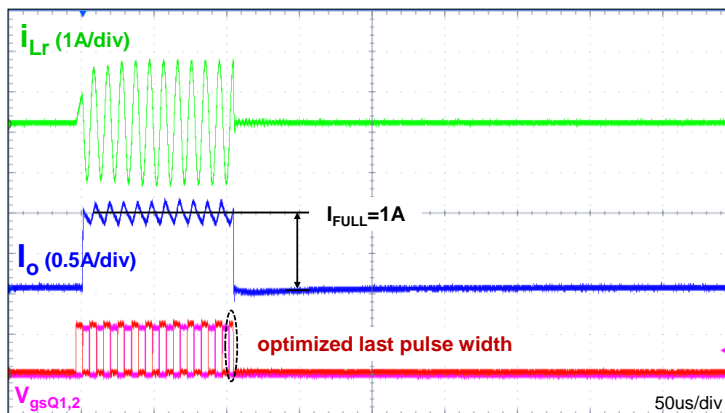 iLr (1A/div)
IFULL=1A
Io (0.5A/div)
optimized last pulse width
VgsQ1,2
50us/div